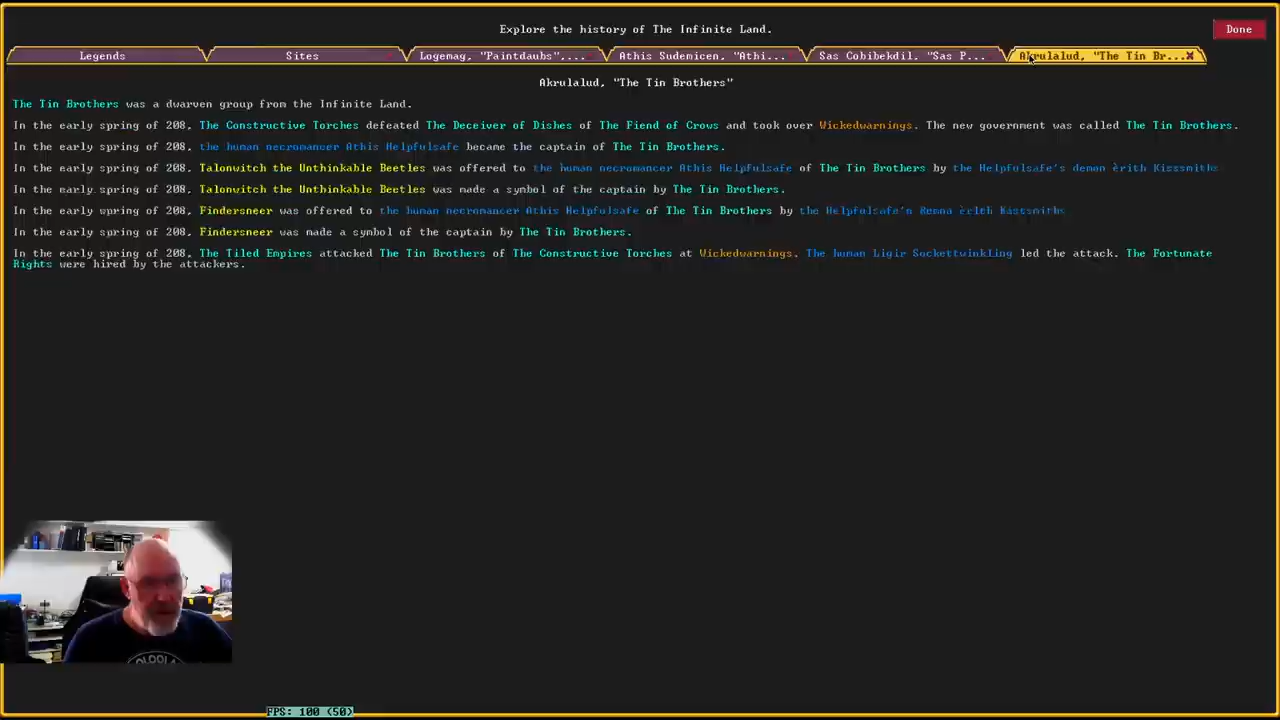 Explore the history of The Infinite Land.
Done
Legends
Sites
Logemag, "Paintdaubs",....
Athis Sudemicen, "Athi...
Sas Cobibekdil. "Sas P...
Akrulalud, "The Tin Br...
Akrulalud, "The Tin Brothers"
The Tin Brothers was a dwarven group from the Infinite Land.
In the early spring of 208, The Constructive Torches defeated The Deceiver of Dishes of The Fiend of Crows and took over Wickedwarnings. The new government was called The Tin Brothers.
In the early spring of 208, the human necromancer Athis Helpfulsafe became the captain of The Tin Brothers.
In the early spring of 208, Talonwitch the Unthinkable Beetles was offered to the human necromancer Athis Helpfulsafe of The Tin Brothers by the Helpfulsafe's demon èrith Kisssmiths
In the early spring of 208, Talonwitch the Unthinkable Beetles was made a symbol of the captain by The Tin Brothers.
In the early spring of 208, Findersneer was offered to the human necromancer Athis Helpfulsafe of The Tin Brothers by the
In the early spring of 208, Findersneer was made a symbol of the captain by The Tin Brothers.
In the early spring of 208, The Tiled Empires attacked The Tin Brothers of The Constructive Torches at Wickedwarnings. The human Ligir Sockettwinkling led the attack. The Fortunate
Rights were hired by the attackers.
FPS: 100 (50)